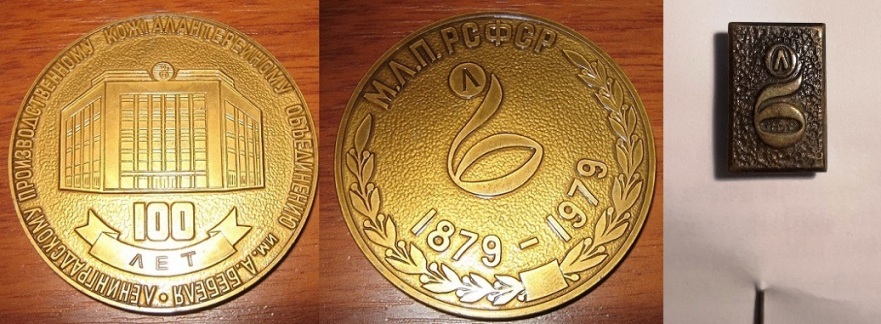 ЛЕНИНГРАДСКОМУ ПРОИЗВОДСТВЕННОМУ КОЖГАЛАНТЕРЕЙНОМУ ОБЪЕДИНЕНИЮ ИМ. А. БЕБЕЛЯ •
100
ЛЕТ
М.Л.П. РСФСР
Л
1879 - 1979
Л